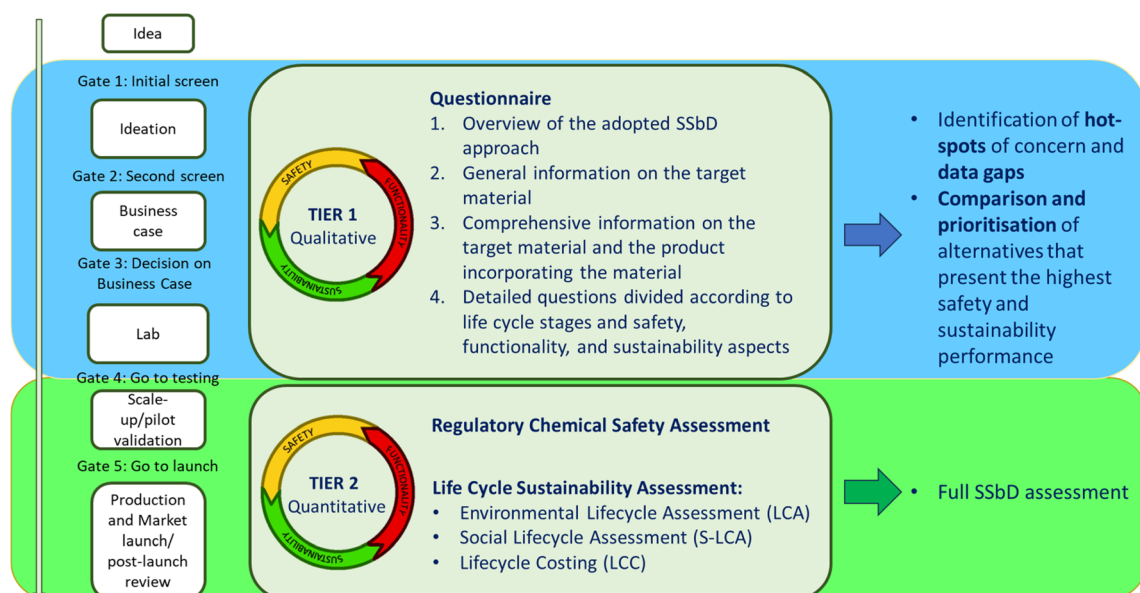 Idea
Gate 1: Initial screen
Ideation
Gate 2: Second screen
Business
case
Gate 3: Decision on
Business Case
Lab
Gate 4: Go to testing
Scale-
up/pilot
validation
Gate 5: Go to launch
Production
and Market
launch/
post-launch
review
SAFETY
FUNCTIONALITY
SUSTAINABILITY
TIER 1
Qualitative
Questionnaire
1. Overview of the adopted SSbD
approach
2. General information on the target
material
3. Comprehensive information on the
target material and the product
incorporating the material
4. Detailed questions divided according to
life cycle stages and safety,
functionality, and sustainability aspects
• Identification of hot-
spots of concern and
data gaps
• Comparison and
prioritisation of
alternatives that
present the highest
safety and
sustainability
performance
SAFETY
FUNCTIONALITY
SUSTAINABILITY
TIER 2
Quantitative
Regulatory Chemical Safety Assessment
Life Cycle Sustainability Assessment:
• Environmental Lifecycle Assessment (LCA)
• Social Lifecycle Assessment (S-LCA)
• Lifecycle Costing (LCC)
• Full SSbD assessment